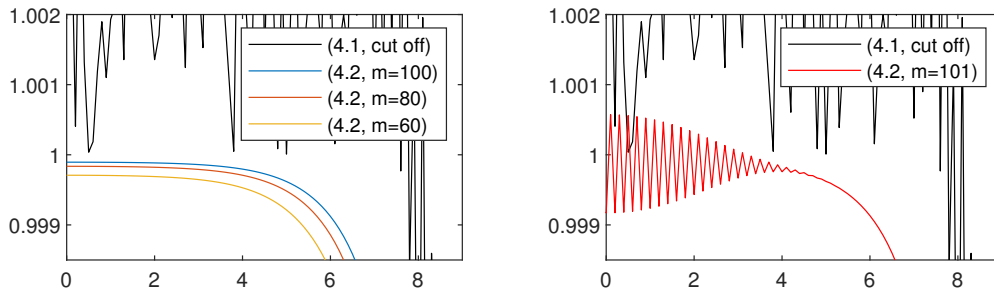 1.002
1.001
1
0.999
0 2 4 6 8
(4.1, cut off)
(4.2, m=100)
(4.2, m=80)
(4.2, m=60)
1.002
1.001
1
0.999
0 2 4 6 8
(4.1, cut off)
(4.2, m=101)